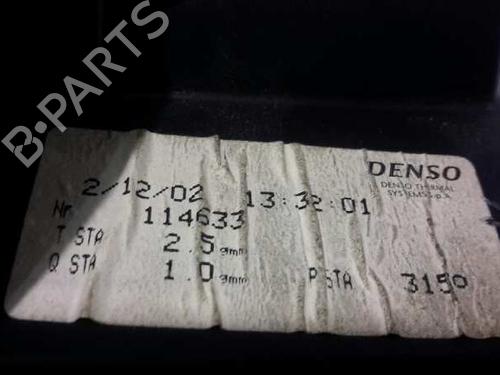 B-PARTS
DENSO
DENSO THERMAL
SYSTEMS S.p.A.
2/12/02 13:32:01
Nr 114633
T STA 2.5 gmm
Q STA 1.0 gmm P STA 3150